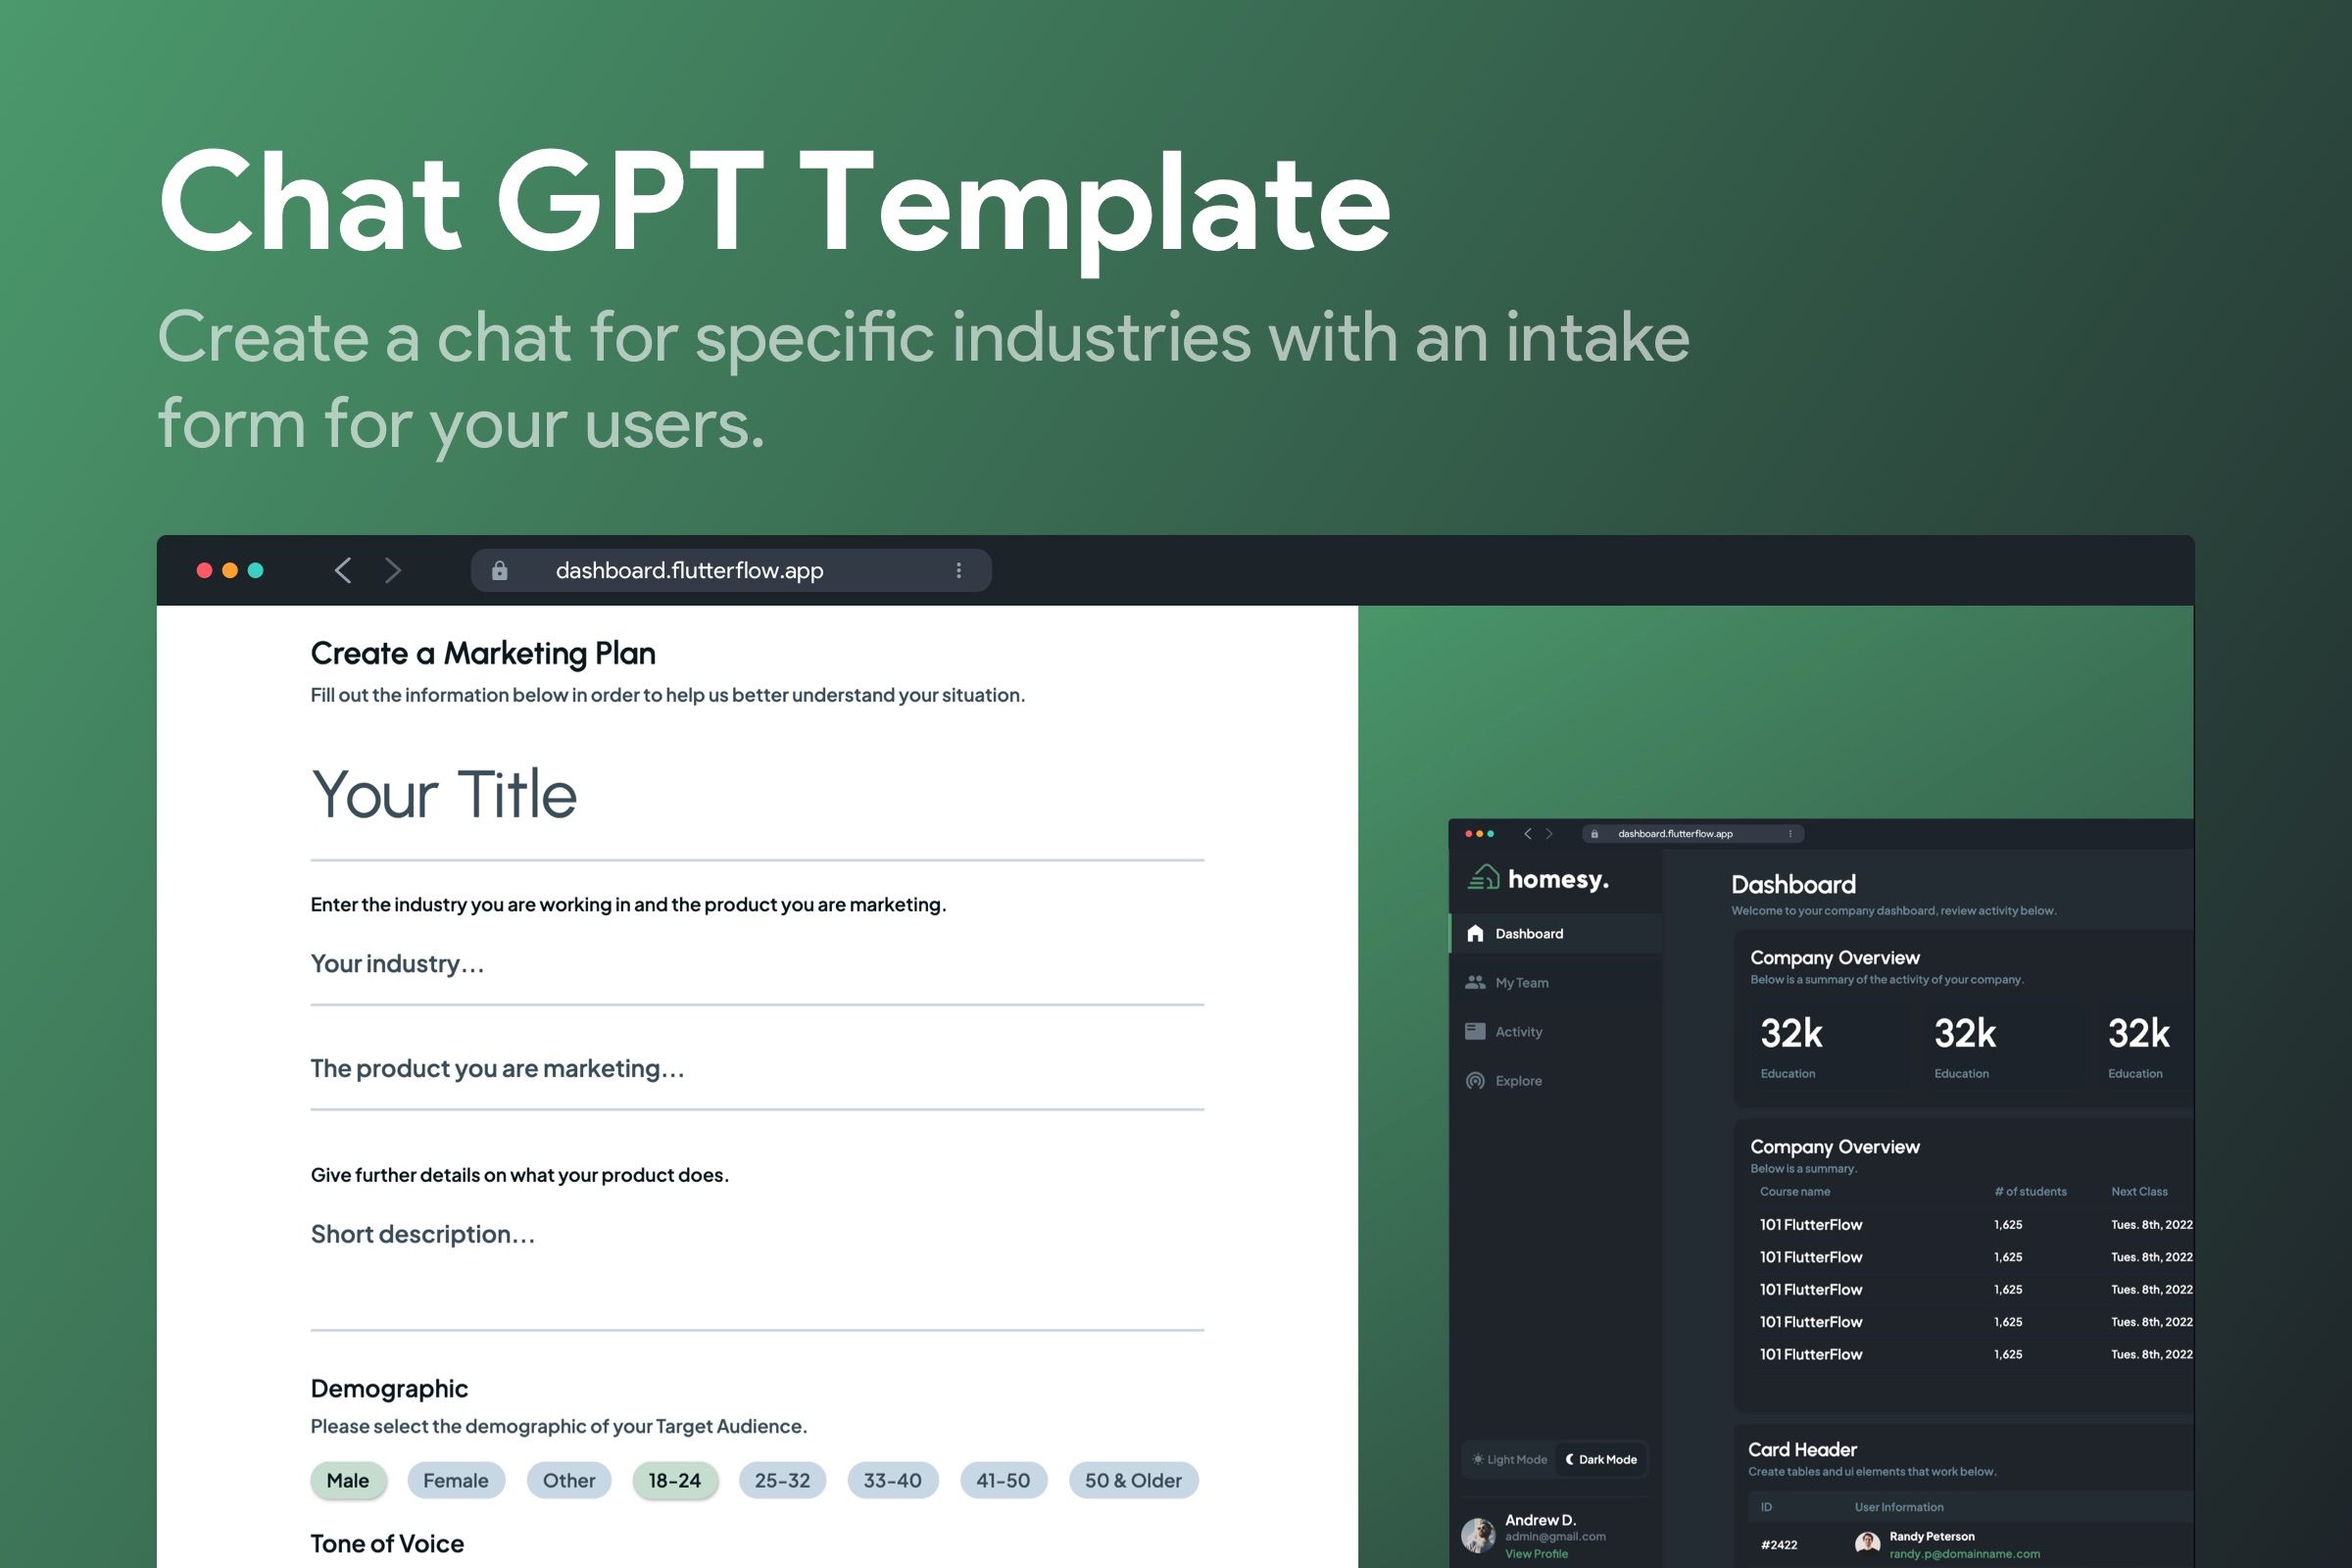 Chat GPT Template
Create a chat for specific industries with an intake
form for your users.
dashboard.flutterflow.app
Create a Marketing Plan
Fill out the information below in order to help us better understand your situation.
Your Title
Enter the industry you are working in and the product you are marketing.
Your industry...
The product you are marketing...
Give further details on what your product does.
Short description...
Demographic
Please select the demographic of your Target Audience.
Male Female Other 18-24 25-32 33-40 41-50 50 & Older
Tone of Voice
dashboard.flutterflow.app
homesy.
Dashboard
My Team
Activity
Explore
Light Mode Dark Mode
Andrew D.
admin@gmail.com
View Profile
Dashboard
Welcome to your company dashboard, review activity below.
Company Overview
Below is a summary of the activity of your company.
32k 32k 32k
Education Education Education
Company Overview
Below is a summary.
Course name # of students Next Class
101 FlutterFlow 1,625 Tues. 8th, 2022
101 FlutterFlow 1,625 Tues. 8th, 2022
101 FlutterFlow 1,625 Tues. 8th, 2022
101 FlutterFlow 1,625 Tues. 8th, 2022
101 FlutterFlow 1,625 Tues. 8th, 2022
Card Header
Create tables and ui elements that work below.
ID User Information
#2422 Randy Peterson
randy.p@domainname.com